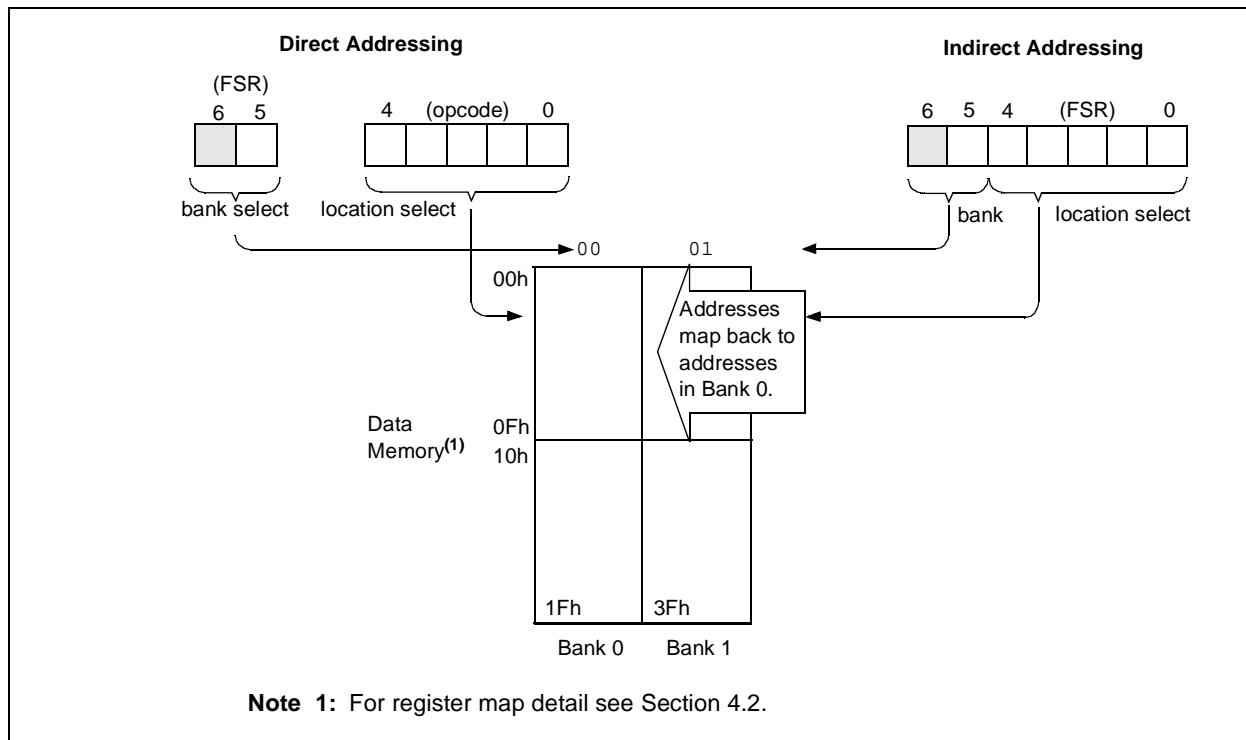 Direct Addressing
Indirect Addressing
(FSR)
6 5
4 (opcode) 0
6 5 4 (FSR) 0
bank select
location select
bank
location select
00
01
00h
Addresses
map back to
addresses
in Bank 0.
Data
Memory(1)
0Fh
10h
1Fh
3Fh
Bank 0
Bank 1
Note 1: For register map detail see Section 4.2.